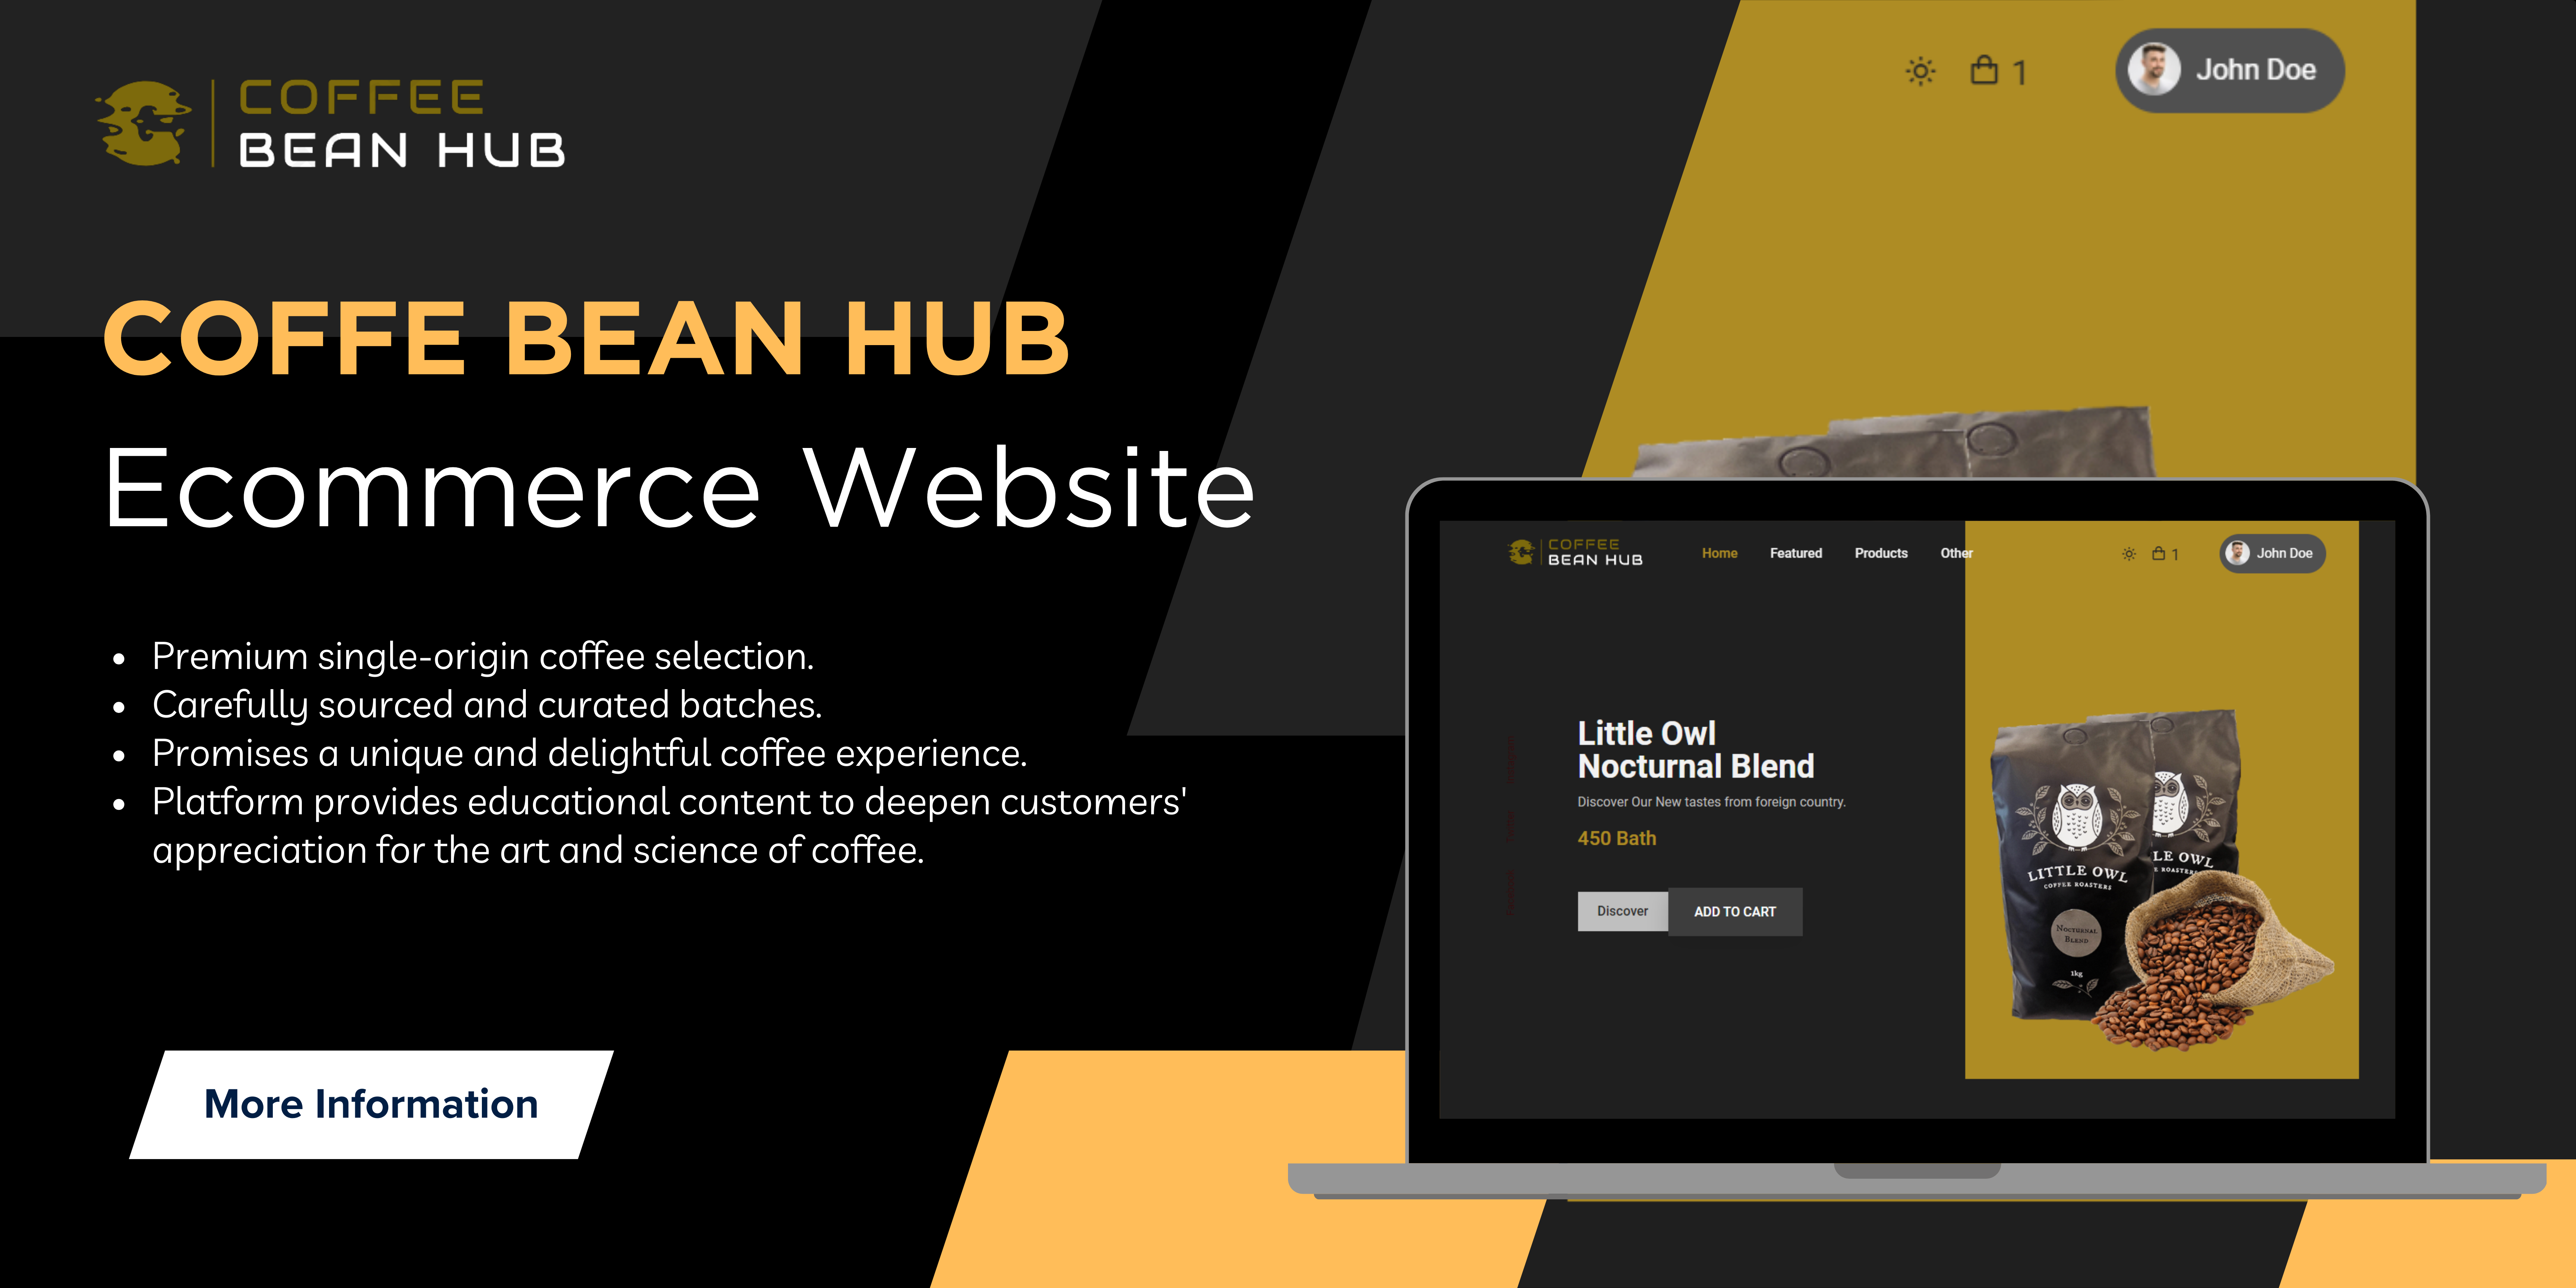 COFFEE
BEAN HUB
1
John Doe
COFFE BEAN HUB
Ecommerce Website
• Premium single-origin coffee selection.
• Carefully sourced and curated batches.
• Promises a unique and delightful coffee experience.
• Platform provides educational content to deepen customers'
appreciation for the art and science of coffee.
More Information
COFFEE
BEAN HUB
Home Featured Products Other
1
John Doe
Little Owl
Nocturnal Blend
Discover Our New tastes from foreign country.
450 Bath
Discover
ADD TO CART
LITTLE OWL
COFFEE ROASTERS
NOCTURNAL
BLEND
1kg
LE OWL
E ROASTERS